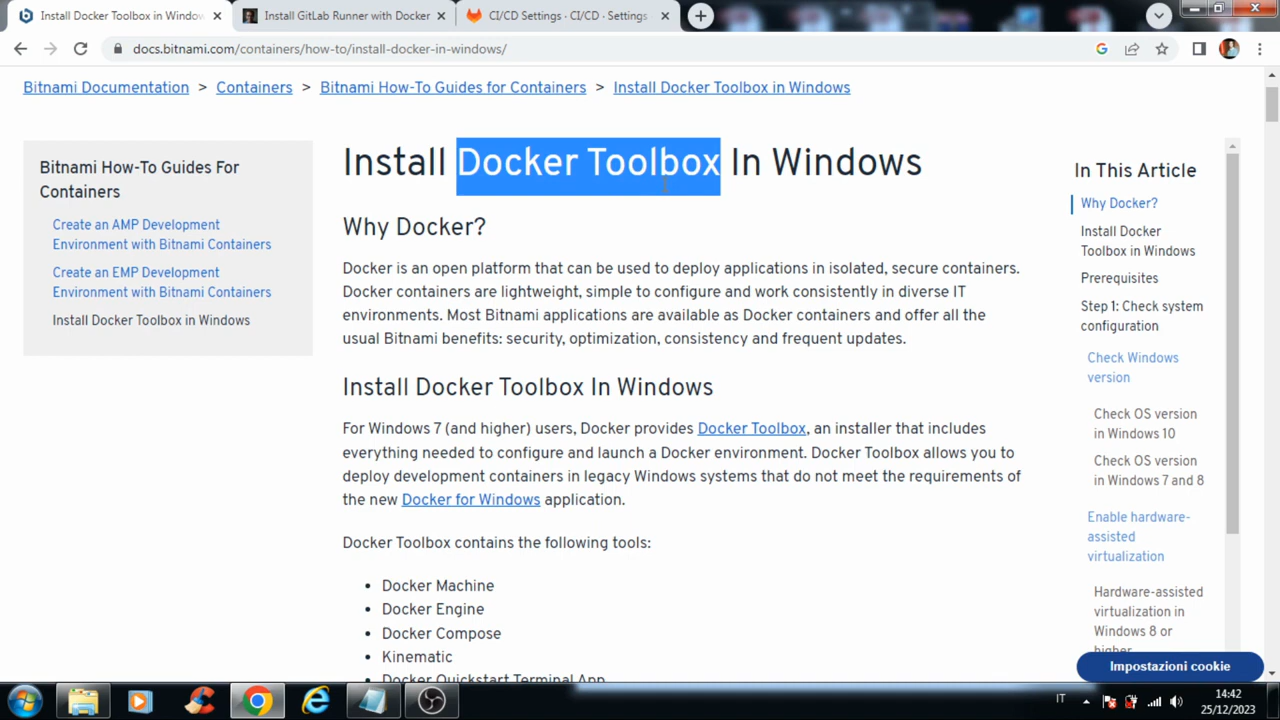 Install Docker Toolbox in Window
Install GitLab Runner with Docker
CI/CD Settings · CI/CD · Settings
docs.bitnami.com/containers/how-to/install-docker-in-windows/
Bitnami Documentation > Containers > Bitnami How-To Guides for Containers > Install Docker Toolbox in Windows
Bitnami How-To Guides For
Containers
Create an AMP Development
Environment with Bitnami Containers
Create an EMP Development
Environment with Bitnami Containers
Install Docker Toolbox in Windows
Install Docker Toolbox In Windows
Why Docker?
Docker is an open platform that can be used to deploy applications in isolated, secure containers.
Docker containers are lightweight, simple to configure and work consistently in diverse IT
environments. Most Bitnami applications are available as Docker containers and offer all the
usual Bitnami benefits: security, optimization, consistency and frequent updates.
Install Docker Toolbox In Windows
For Windows 7 (and higher) users, Docker provides Docker Toolbox, an installer that includes
everything needed to configure and launch a Docker environment. Docker Toolbox allows you to
deploy development containers in legacy Windows systems that do not meet the requirements of
the new Docker for Windows application.
Docker Toolbox contains the following tools:
• Docker Machine
• Docker Engine
• Docker Compose
• Kinematic
Docker Quickstart Terminal App
In This Article
Why Docker?
Install Docker
Toolbox in Windows
Prerequisites
Step 1: Check system
configuration
Check Windows
version
Check OS version
in Windows 10
Check OS version
in Windows 7 and 8
Enable hardware-
assisted
virtualization
Hardware-assisted
virtualization in
Windows 8 or
higher
Impostazioni cookie
IT
14:42
25/12/2023